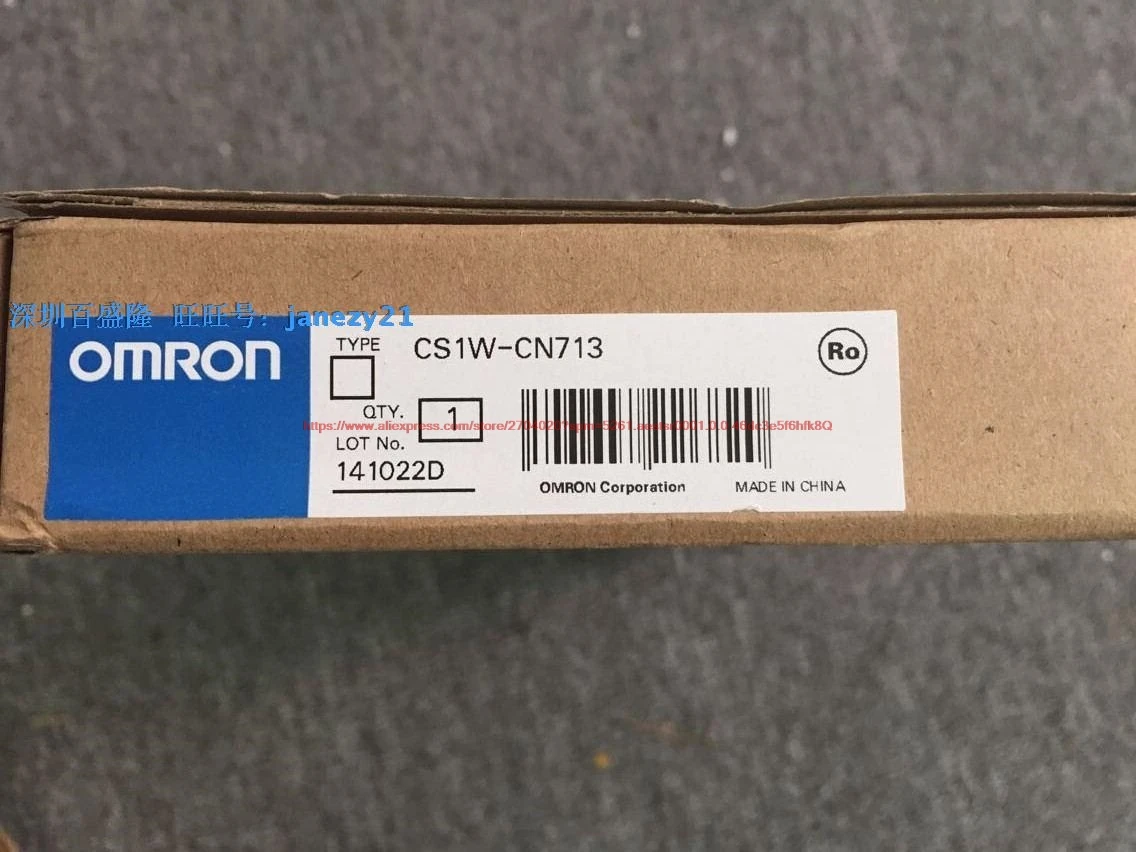 深圳百盛隆 旺旺号: janezy21
OMRON
TYPE CS1W-CN713
Ro
QTY. 1
LOT No.
141022D
OMRON Corporation MADE IN CHINA